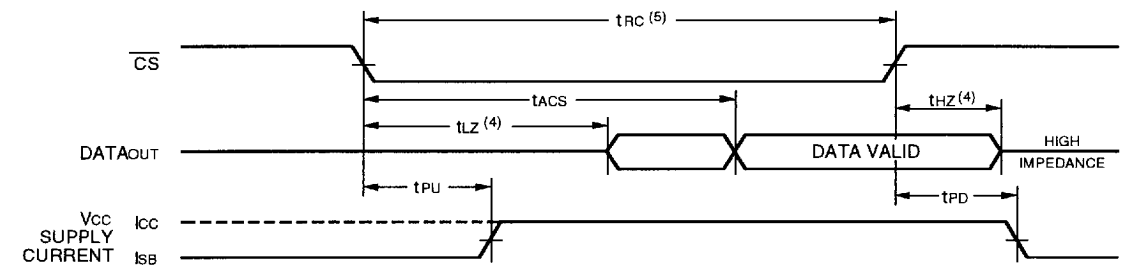 tRC (5)
CS
tACS
tHZ (4)
tLZ (4)
DATAOUT
DATA VALID
HIGH
IMPEDANCE
tPU
tPD
VCC
SUPPLY
CURRENT
ICC
ISB